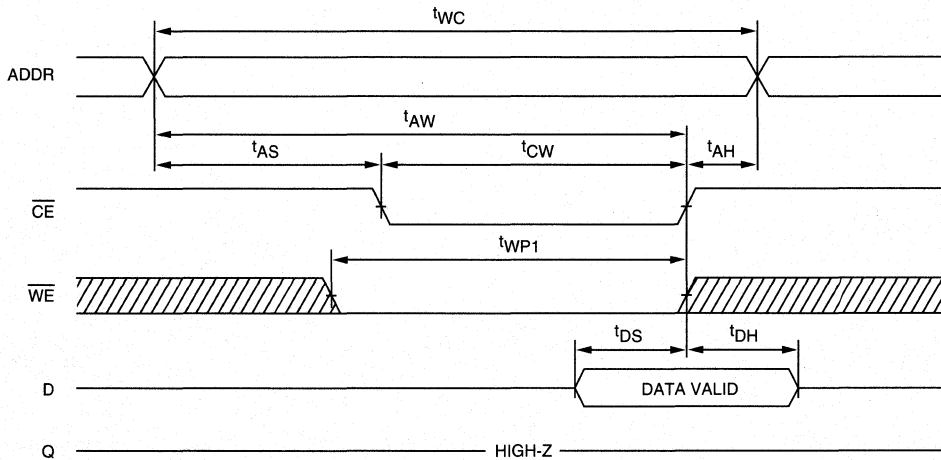 tWC
ADDR
tAW
tAS
tCW
tAH
CE
tWP1
WE
tDS
tDH
D
DATA VALID
Q
HIGH-Z